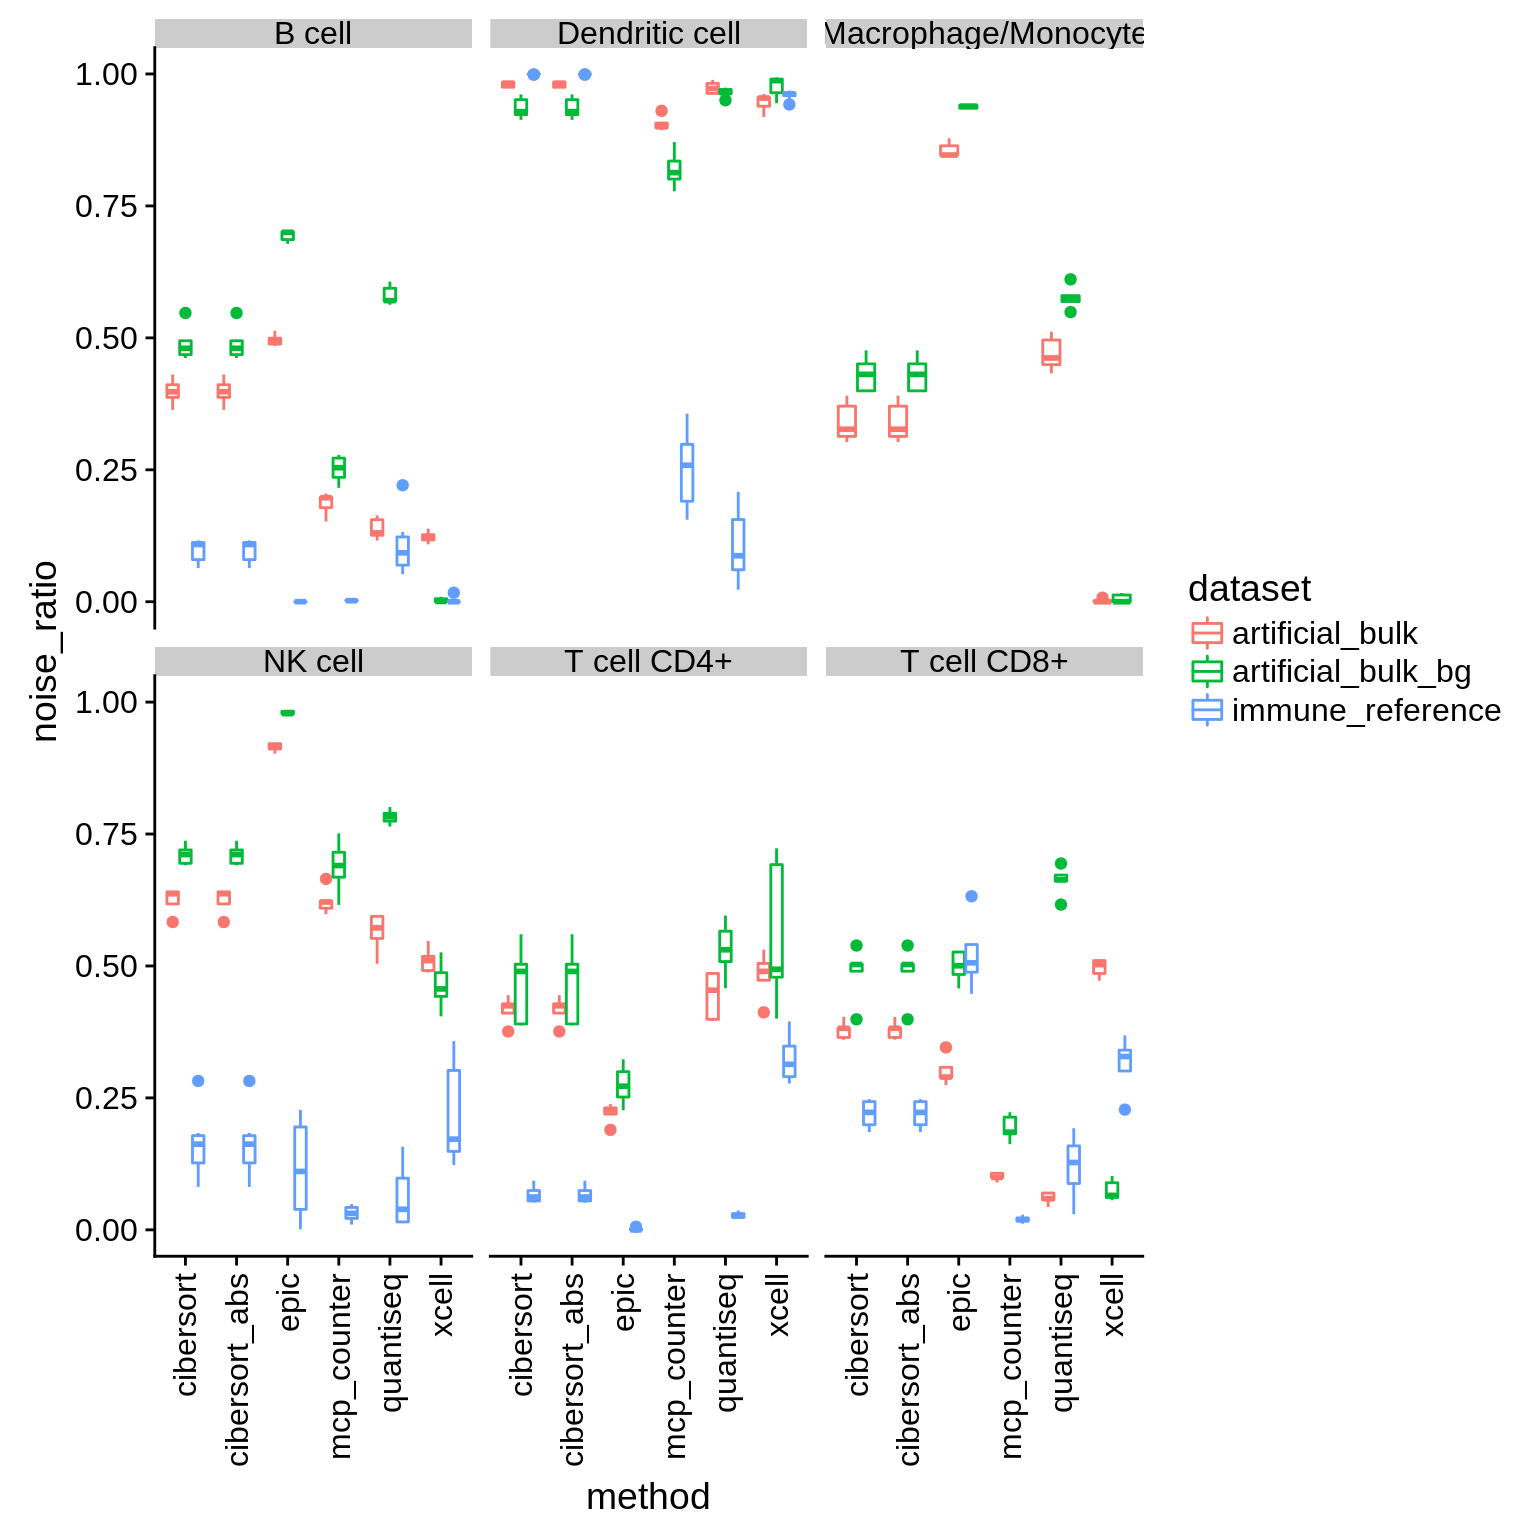 B cell
Dendritic cell
Macrophage/Monocyte
1.00
0.75
0.50
0.25
0.00
NK cell
T cell CD4+
T cell CD8+
1.00
0.75
0.50
0.25
0.00
noise_ratio
cibersort
cibersort_abs
epic
mcp_counter
quantiseq
xcell
cibersort
cibersort_abs
epic
mcp_counter
quantiseq
xcell
cibersort
cibersort_abs
epic
mcp_counter
quantiseq
xcell
method
dataset
artificial_bulk
artificial_bulk_bg
immune_reference